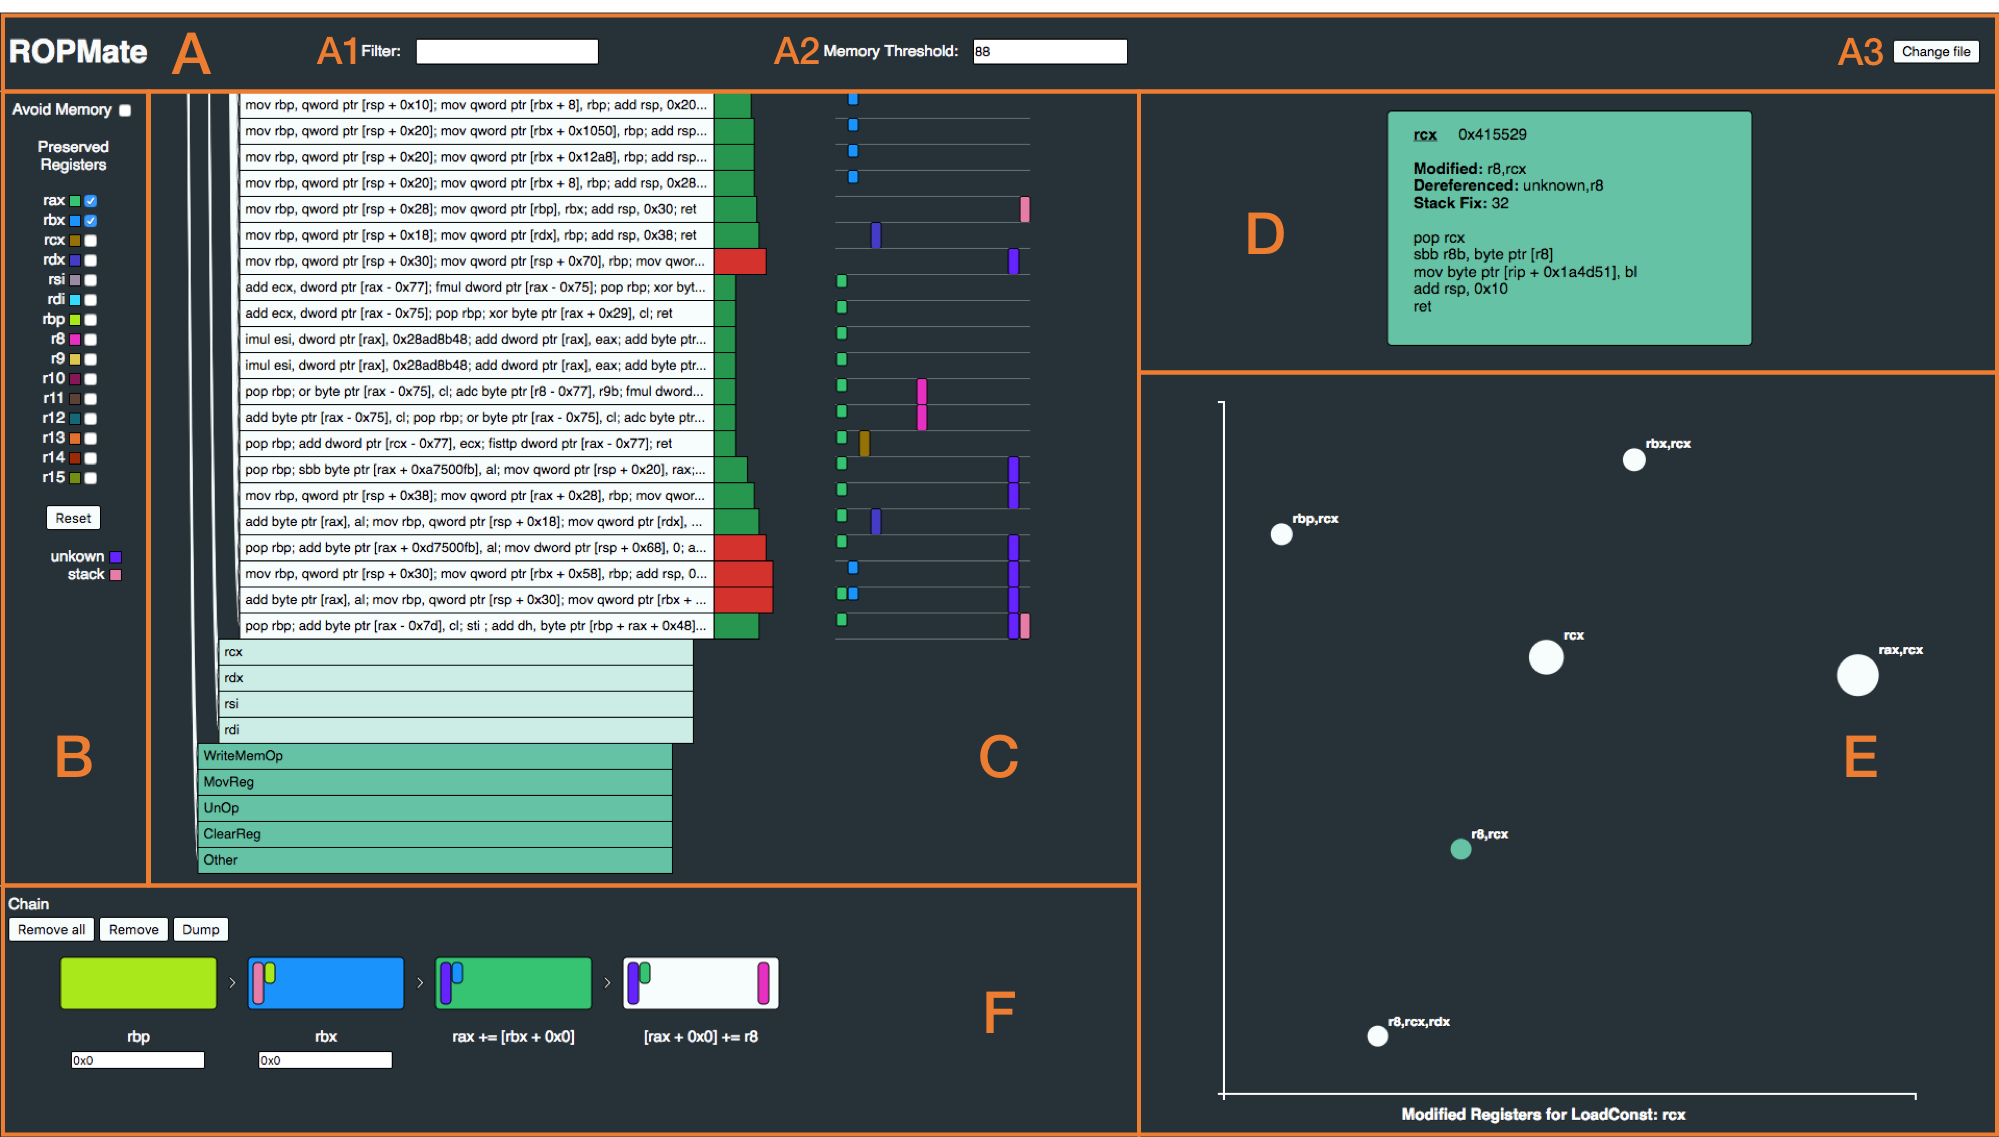 ROPMate A A1 Filter: A2 Memory Threshold: 88 A3 Change file
Avoid Memory
Preserved
Registers
rax
rbx
rcx
rdx
rsi
rdi
rbp
r8
r9
r10
r11
r12
r13
r14
r15
Reset
unkown
stack
B
mov rbp, qword ptr [rsp + 0x10]; mov qword ptr [rbx + 8], rbp; add rsp, 0x20...
mov rbp, qword ptr [rsp + 0x20]; mov qword ptr [rbx + 0x1050], rbp; add rsp...
mov rbp, qword ptr [rsp + 0x20]; mov qword ptr [rbx + 0x12a8], rbp; add rsp...
mov rbp, qword ptr [rsp + 0x20]; mov qword ptr [rbx + 8], rbp; add rsp, 0x28...
mov rbp, qword ptr [rsp + 0x28]; mov qword ptr [rbp], rbx; add rsp, 0x30; ret
mov rbp, qword ptr [rsp + 0x18]; mov qword ptr [rdx], rbp; add rsp, 0x38; ret
mov rbp, qword ptr [rsp + 0x30]; mov qword ptr [rsp + 0x70], rbp; mov qwor...
add ecx, dword ptr [rax - 0x77]; fmul dword ptr [rax - 0x75]; pop rbp; xor byt...
add ecx, dword ptr [rax - 0x75]; pop rbp; xor byte ptr [rax + 0x29], cl; ret
imul esi, dword ptr [rax], 0x28ad8b48; add dword ptr [rax], eax; add byte ptr...
imul esi, dword ptr [rax], 0x28ad8b48; add dword ptr [rax], eax; add byte ptr...
pop rbp; or byte ptr [rax - 0x75], cl; adc byte ptr [r8 - 0x77], r9b; fmul dword...
add byte ptr [rax - 0x75], cl; pop rbp; or byte ptr [rax - 0x75], cl; adc byte ptr...
pop rbp; add dword ptr [rcx - 0x77], ecx; fisttp dword ptr [rax - 0x77]; ret
pop rbp; sbb byte ptr [rax + 0xa7500fb], al; mov qword ptr [rsp + 0x20], rax;...
mov rbp, qword ptr [rsp + 0x38]; mov qword ptr [rax + 0x28], rbp; mov qwor...
add byte ptr [rax], al; mov rbp, qword ptr [rsp + 0x18]; mov qword ptr [rdx], ...
pop rbp; add byte ptr [rax + 0xd7500fb], al; mov dword ptr [rsp + 0x68], 0; a...
mov rbp, qword ptr [rsp + 0x30]; mov qword ptr [rbx + 0x58], rbp; add rsp, 0...
add byte ptr [rax], al; mov rbp, qword ptr [rsp + 0x30]; mov qword ptr [rbx + ...
pop rbp; add byte ptr [rax - 0x7d], cl; sti ; add dh, byte ptr [rbp + rax + 0x48]...
rcx
rdx
rsi
rdi
WriteMemOp
MovReg
UnOp
ClearReg
Other
C
rcx 0x415529
Modified: r8,rcx
Dereferenced: unknown,r8
Stack Fix: 32
pop rcx
sbb r8b, byte ptr [r8]
mov byte ptr [rip + 0x1a4d51], bl
add rsp, 0x10
ret
D
rbx,rcx
rbp,rcx
rcx
rax,rcx
E
r8,rcx
r8,rcx,rdx
Modified Registers for LoadConst: rcx
Chain
Remove all Remove Dump
> > >
rbp rbx rax += [rbx + 0x0] [rax + 0x0] += r8
0x0 0x0
F